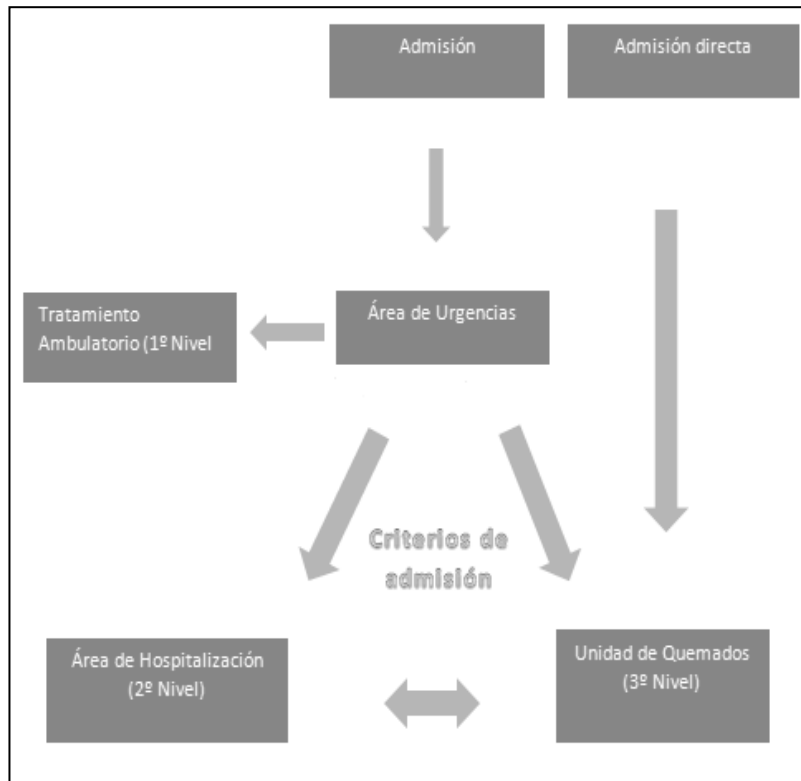 Admisión
Admisión directa
Tratamiento
Ambulatorio (1º Nivel
Área de Urgencias
Criterios de
admisión
Área de Hospitalización
(2º Nivel)
Unidad de Quemados
(3º Nivel)